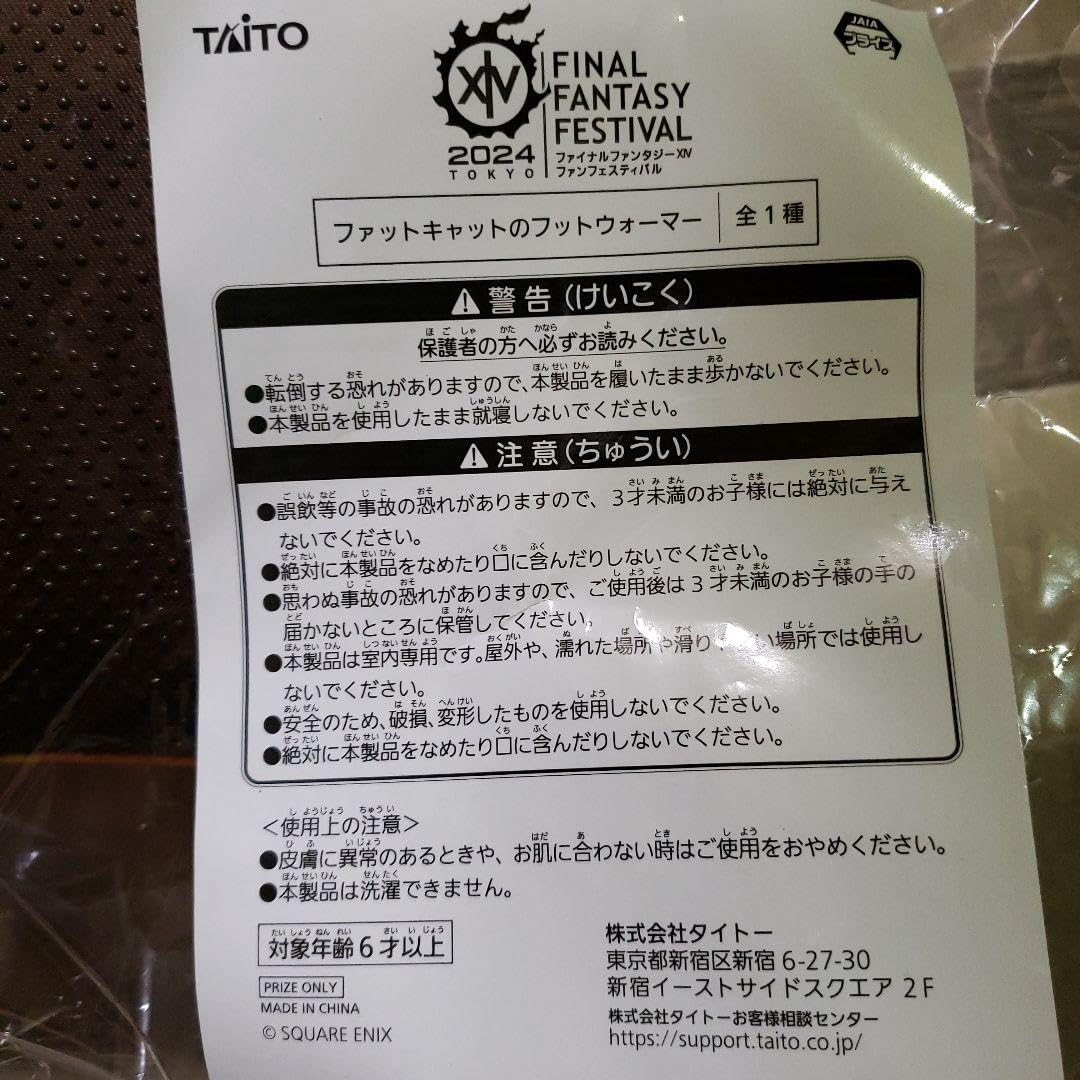 TAITO
JAIA
プライズ
XIV
FINAL
FANTASY
FESTIVAL
2024
TOKYO
ファイナルファンタジーXIV
ファンフェスティバル
ファットキャットのフットウォーマー 全1種
警告(けいこく)
保護者の方へ必ずお読みください。
●転倒する恐れがありますので、本製品を履いたまま歩かないでください。
●本製品を使用したまま就寝しないでください。
注意(ちゅうい)
●誤飲等の事故の恐れがありますので、3才未満のお子様には絶対に与え
ないでください。
●絶対に本製品をなめたり口に含んだりしないでください。
●思わぬ事故の恐れがありますので、ご使用後は3才未満のお子様の手の
届かないところに保管してください。
●本製品は室内専用です。屋外や、濡れた場所や滑り い場所では使用し
ないでください。
●安全のため、破損、変形したものを使用しないでください。
●絶対に本製品をなめたり口に含んだりしないでください。
<使用上の注意>
●皮膚に異常のあるときや、お肌に合わない時はご使用をおやめください。
●本製品は洗濯できません。
対象年齢6才以上
PRIZE ONLY
MADE IN CHINA
© SQUARE ENIX
株式会社タイトー
東京都新宿区新宿6-27-30
新宿イーストサイドスクエア 2F
株式会社タイトーお客様相談センター
https://support.taito.co.jp/